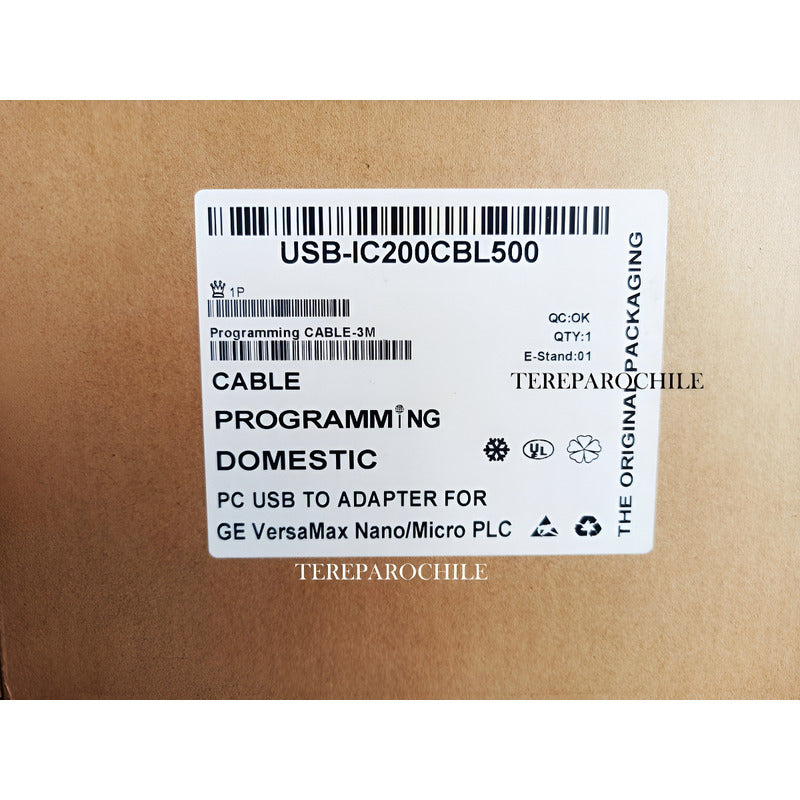 USB-IC200CBL500
1P
Programming CABLE-3M
QC:OK
QTY:1
E-Stand:01
TEREPAROCHILE
CABLE
PROGRAMMiNG
DOMESTIC
UL
PC USB TO ADAPTER FOR
GE VersaMax Nano/Micro PLC
THE ORIGINAL PACKAGING
TEREPAROCHILE